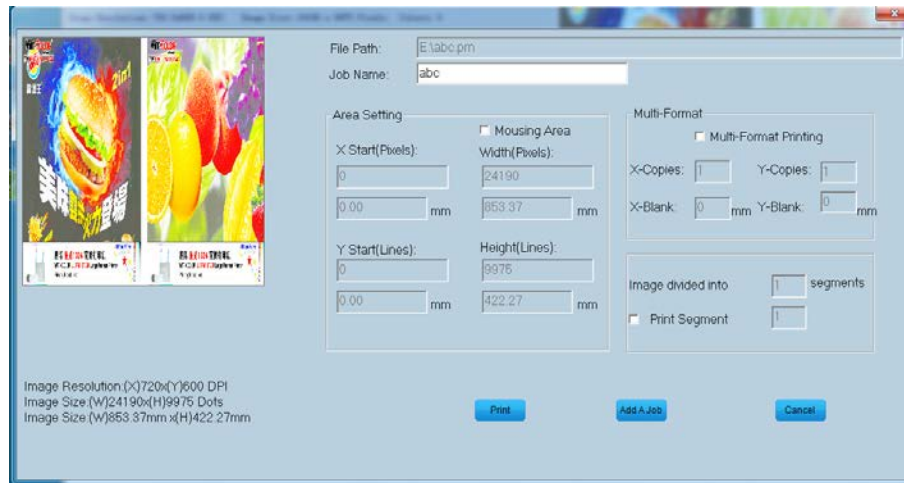 File Path:
E:\abc.prn
Job Name:
abc
2in1
Area Setting
Mousing Area
X Start(Pixels):
Width(Pixels):
0
24190
0.00 mm
853.37 mm
Y Start(Lines):
Height(Lines):
0
9975
0.00 mm
422.27 mm
Multi-Format
Multi-Format Printing
X-Copies: 1 Y-Copies: 1
X-Blank: 0 mm Y-Blank: 0 mm
Image divided into 1 segments
Print Segment 1
Image Resolution:(X)720x(Y)600 DPI
Image Size:(W)24190x(H)9975 Dots
Image Size:(W)853.37mm x(H)422.27mm
Print
Add A Job
Cancel